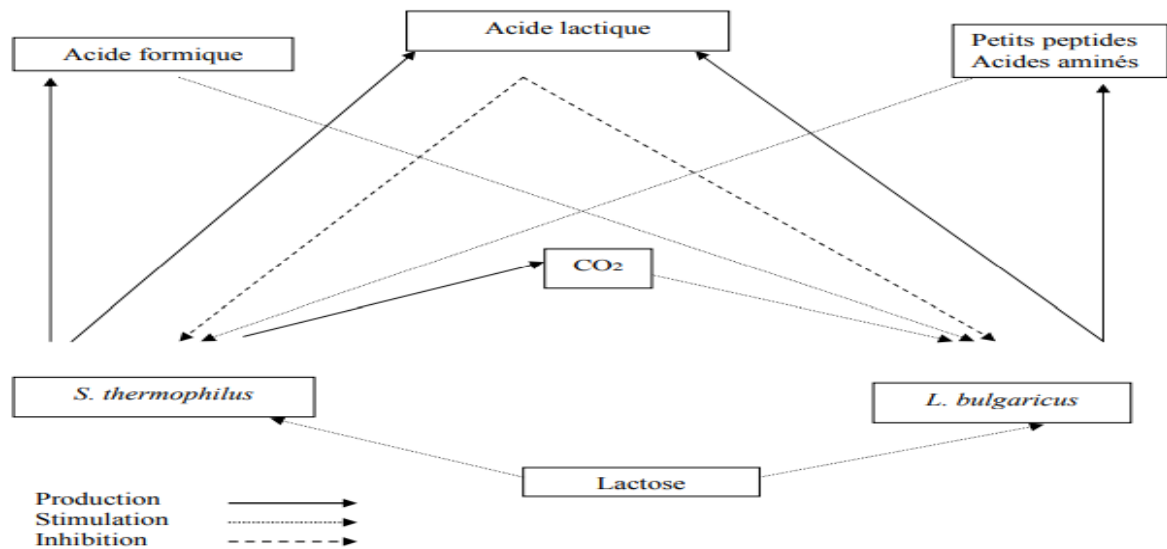 Acide lactique
Acide formique
Petits peptides
Acides aminés
CO2
S. thermophilus
L. bulgaricus
Lactose
Production
Stimulation
Inhibition